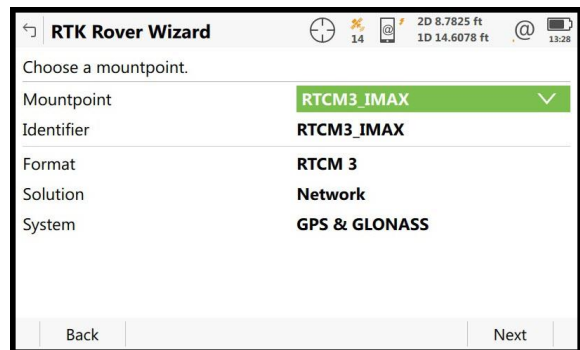 RTK Rover Wizard
14
@
2D 8.7825 ft
1D 14.6078 ft
@
13:28
Choose a mountpoint.
Mountpoint RTCM3_IMAX
Identifier RTCM3_IMAX
Format RTCM 3
Solution Network
System GPS & GLONASS
Back Next